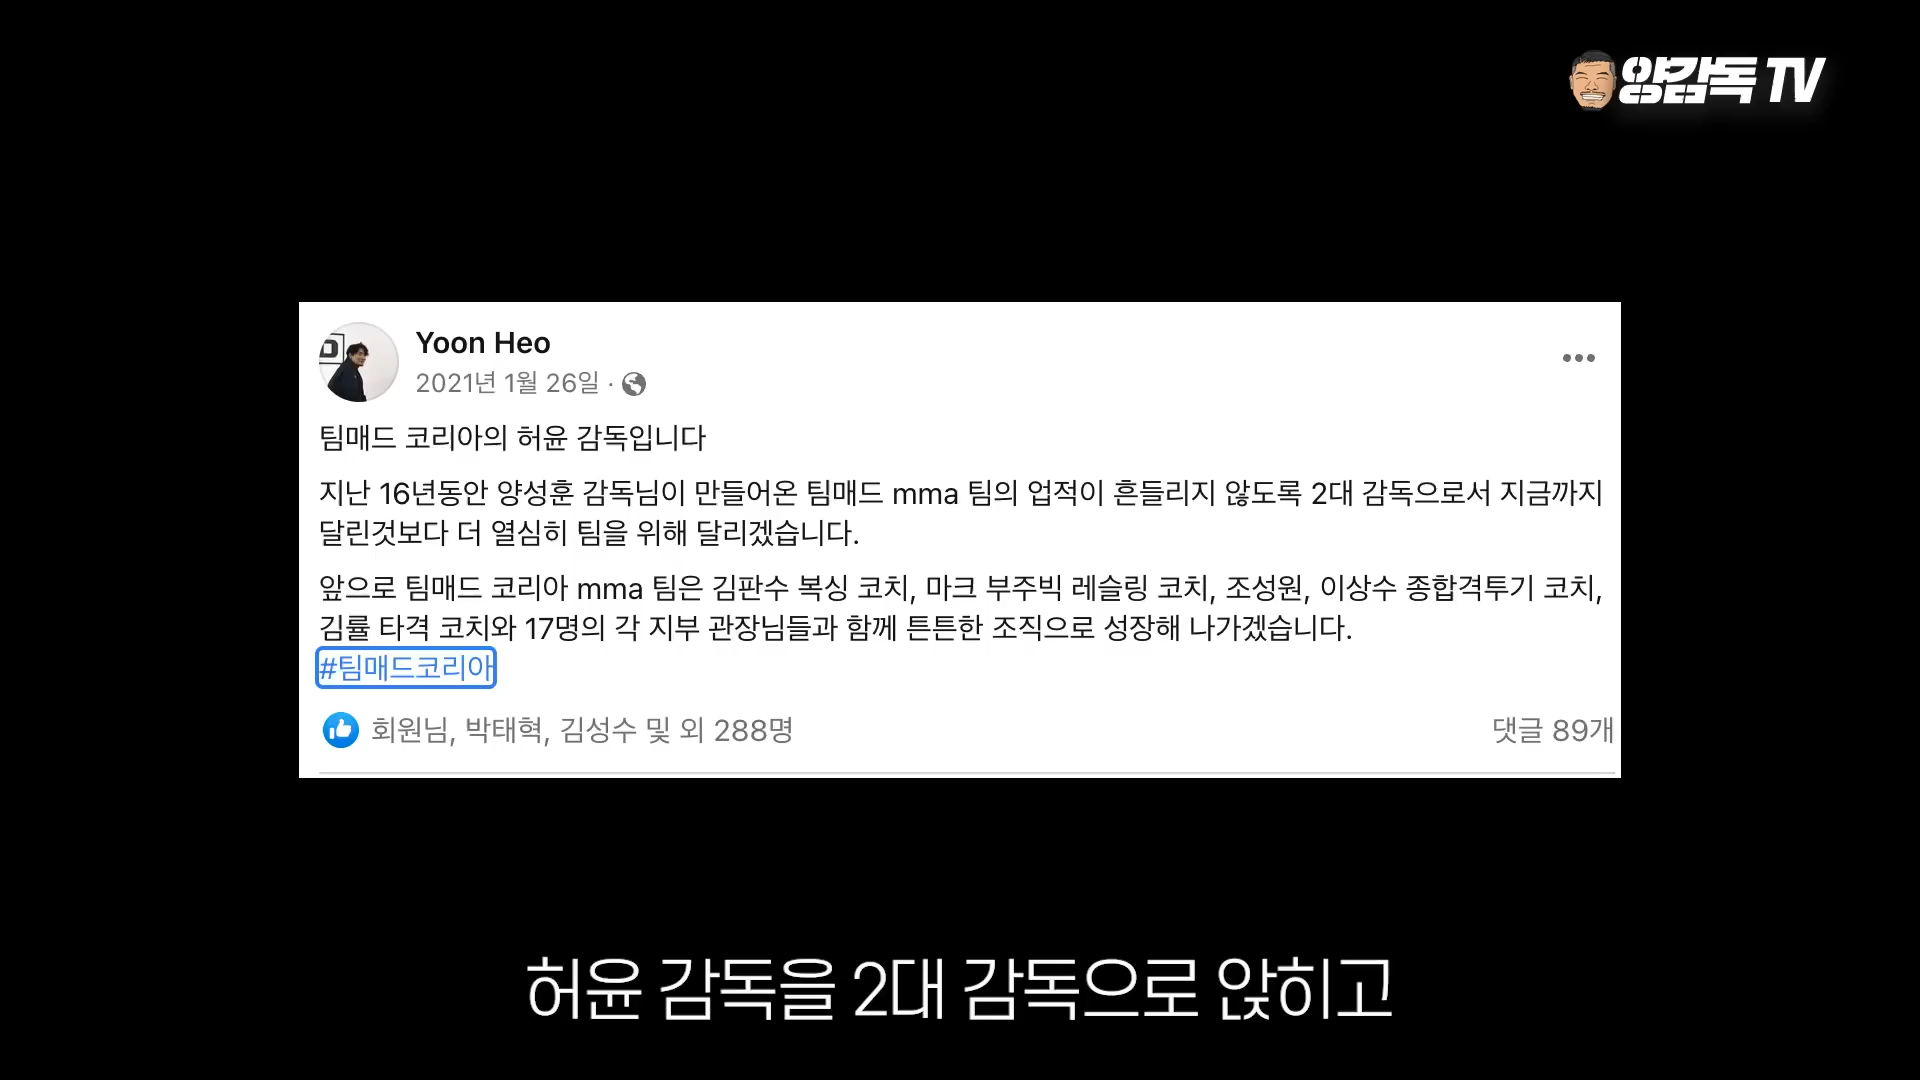 양감독 TV
Yoon Heo
2021년 1월 26일 ·
팀매드 코리아의 허윤 감독입니다
지난 16년동안 양성훈 감독님이 만들어온 팀매드 mma 팀의 업적이 흔들리지 않도록 2대 감독으로서 지금까지
달린것보다 더 열심히 팀을 위해 달리겠습니다.
앞으로 팀매드 코리아 mma 팀은 김판수 복싱 코치, 마크 부주빅 레슬링 코치, 조성원, 이상수 종합격투기 코치,
김률 타격 코치와 17명의 각 지부 관장님들과 함께 튼튼한 조직으로 성장해 나가겠습니다.
#팀매드코리아
회원님, 박태혁, 김성수 및 외 288명
댓글 89개
허윤 감독을 2대 감독으로 앉히고